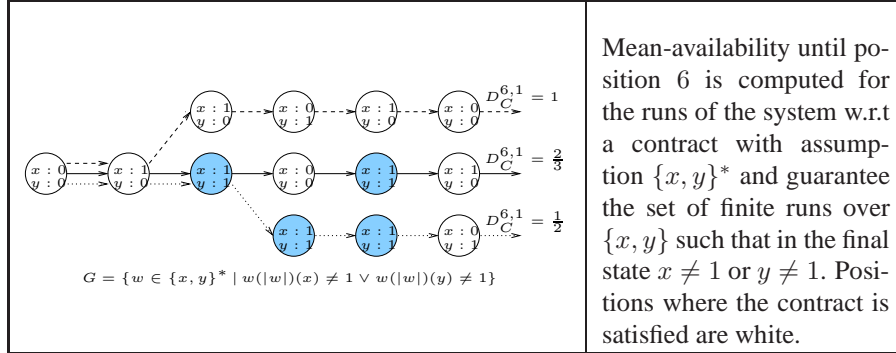 x : 1 x : 0 x : 1 x : 0 D_C^{6,1} = 1
y : 0 y : 1 y : 0 y : 0
x : 0 x : 1 x : 1 x : 0 x : 1 x : 0 D_C^{6,1} = 2/3
y : 0 y : 0 y : 1 y : 0 y : 1 y : 0
x : 1 x : 1 x : 0 D_C^{6,1} = 1/2
y : 1 y : 1 y : 1
G = {w ∈ {x, y}* | w(|w|)(x) ≠ 1 ∨ w(|w|)(y) ≠ 1}
Mean-availability until po-
sition 6 is computed for
the runs of the system w.r.t
a contract with assump-
tion {x, y}* and guarantee
the set of finite runs over
{x, y} such that in the final
state x ≠ 1 or y ≠ 1. Posi-
tions where the contract is
satisfied are white.